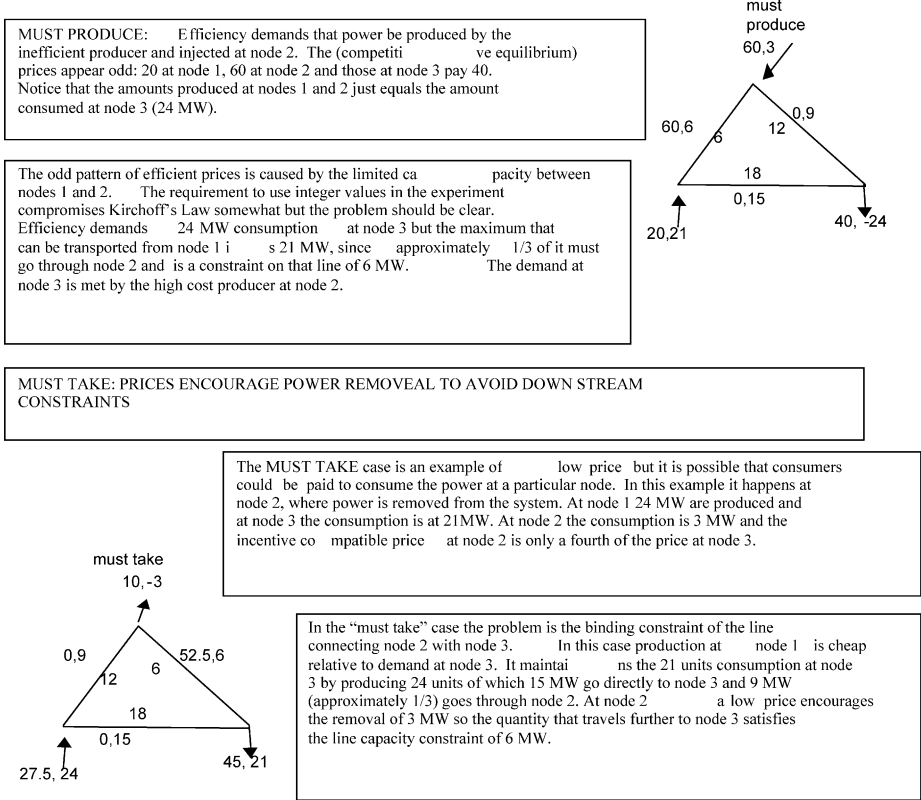 MUST PRODUCE: Efficiency demands that power be produced by the
inefficient producer and injected at node 2. The (competiti ve equilibrium)
prices appear odd: 20 at node 1, 60 at node 2 and those at node 3 pay 40.
Notice that the amounts produced at nodes 1 and 2 just equals the amount
consumed at node 3 (24 MW).
must
produce
60,3
60,6
6
12
0,9
18
0,15
20,21
40, -24
The odd pattern of efficient prices is caused by the limited ca pacity between
nodes 1 and 2. The requirement to use integer values in the experiment
compromises Kirchoff's Law somewhat but the problem should be clear.
Efficiency demands 24 MW consumption at node 3 but the maximum that
can be transported from node 1 i s 21 MW, since approximately 1/3 of it must
go through node 2 and is a constraint on that line of 6 MW. The demand at
node 3 is met by the high cost producer at node 2.
MUST TAKE: PRICES ENCOURAGE POWER REMOVEAL TO AVOID DOWN STREAM
CONSTRAINTS
The MUST TAKE case is an example of low price but it is possible that consumers
could be paid to consume the power at a particular node. In this example it happens at
node 2, where power is removed from the system. At node 1 24 MW are produced and
at node 3 the consumption is at 21MW. At node 2 the consumption is 3 MW and the
incentive co mpatible price at node 2 is only a fourth of the price at node 3.
must take
10,-3
0,9
12
6
52.5,6
18
0,15
27.5, 24
45, 21
In the “must take” case the problem is the binding constraint of the line
connecting node 2 with node 3. In this case production at node 1 is cheap
relative to demand at node 3. It maintai ns the 21 units consumption at node
3 by producing 24 units of which 15 MW go directly to node 3 and 9 MW
(approximately 1/3) goes through node 2. At node 2 a low price encourages
the removal of 3 MW so the quantity that travels further to node 3 satisfies
the line capacity constraint of 6 MW.